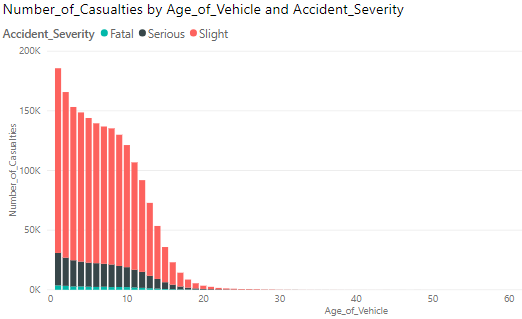 Number_of_Casualties by Age_of_Vehicle and Accident_Severity
Accident_Severity Fatal Serious Slight
200K
150K
100K
50K
0K
Number_of_Casualties
0 10 20 30 40 50 60
Age_of_Vehicle